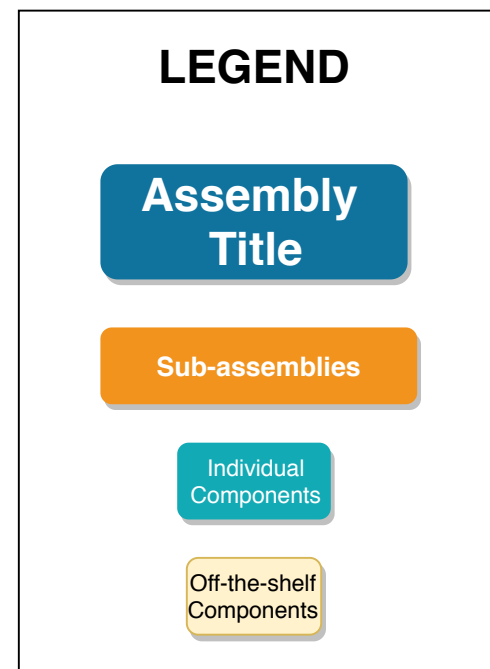 LEGEND
Assembly
Title
Sub-assemblies
Individual
Components
Off-the-shelf
Components